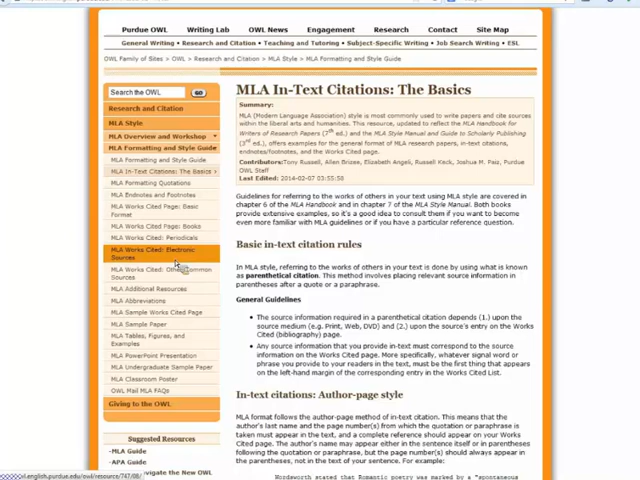 Purdue OWL Writing Lab OWL News Engagement Research Contact Site Map
General Writing • Research and Citation • Teaching and Tutoring • Subject-Specific Writing • Job Search Writing • ESL
OWL Family of Sites > OWL > Research and Citation > MLA Style > MLA Formatting and Style Guide
Search the OWL GO
Research and Citation
MLA Style
MLA Overview and Workshop
MLA Formatting and Style Guide
MLA Formatting and Style Guide
MLA In-Text Citations: The Basics
MLA Formatting Quotations
MLA Endnotes and Footnotes
MLA Works Cited Page: Basic
Format
MLA Works Cited Page: Books
MLA Works Cited: Periodicals
MLA Works Cited: Electronic
Sources
MLA Works Cited: Other Common
Sources
MLA Additional Resources
MLA Abbreviations
MLA Sample Works Cited Page
MLA Sample Paper
MLA Tables, Figures, and
Examples
MLA PowerPoint Presentation
MLA Undergraduate Sample Paper
MLA Classroom Poster
OWL Mail MLA FAQs
Giving to the OWL
Suggested Resources
-MLA Guide
-APA Guide
navigate the New OWL
owl.english.purdue.edu/owl/resource/747/08/
MLA In-Text Citations: The Basics
Summary:
MLA (Modern Language Association) style is most commonly used to write papers and cite sources
within the liberal arts and humanities. This resource, updated to reflect the MLA Handbook for
Writers of Research Papers (7th ed.) and the MLA Style Manual and Guide to Scholarly Publishing
(3rd ed.), offers examples for the general format of MLA research papers, in-text citations,
endnotes/footnotes, and the Works Cited page.
Contributors:Tony Russell, Allen Brizee, Elizabeth Angeli, Russell Keck, Joshua M. Paiz, Purdue
OWL Staff
Last Edited: 2014-02-07 03:55:58
Guidelines for referring to the works of others in your text using MLA style are covered in
chapter 6 of the MLA Handbook and in chapter 7 of the MLA Style Manual. Both books
provide extensive examples, so it's a good idea to consult them if you want to become
even more familiar with MLA guidelines or if you have a particular reference question.
Basic in-text citation rules
In MLA style, referring to the works of others in your text is done by using what is known
as parenthetical citation. This method involves placing relevant source information in
parentheses after a quote or a paraphrase.
General Guidelines
• The source information required in a parenthetical citation depends (1.) upon the
source medium (e.g. Print, Web, DVD) and (2.) upon the source's entry on the Works
Cited (bibliography) page.
• Any source information that you provide in-text must correspond to the source
information on the Works Cited page. More specifically, whatever signal word or
phrase you provide to your readers in the text, must be the first thing that appears
on the left-hand margin of the corresponding entry in the Works Cited List.
In-text citations: Author-page style
MLA format follows the author-page method of in-text citation. This means that the
author's last name and the page number(s) from which the quotation or paraphrase is
taken must appear in the text, and a complete reference should appear on your Works
Cited page. The author's name may appear either in the sentence itself or in parentheses
following the quotation or paraphrase, but the page number(s) should always appear in
the parentheses, not in the text of your sentence. For example:
Wordsworth stated that Romantic poetry was marked by a "spontaneous